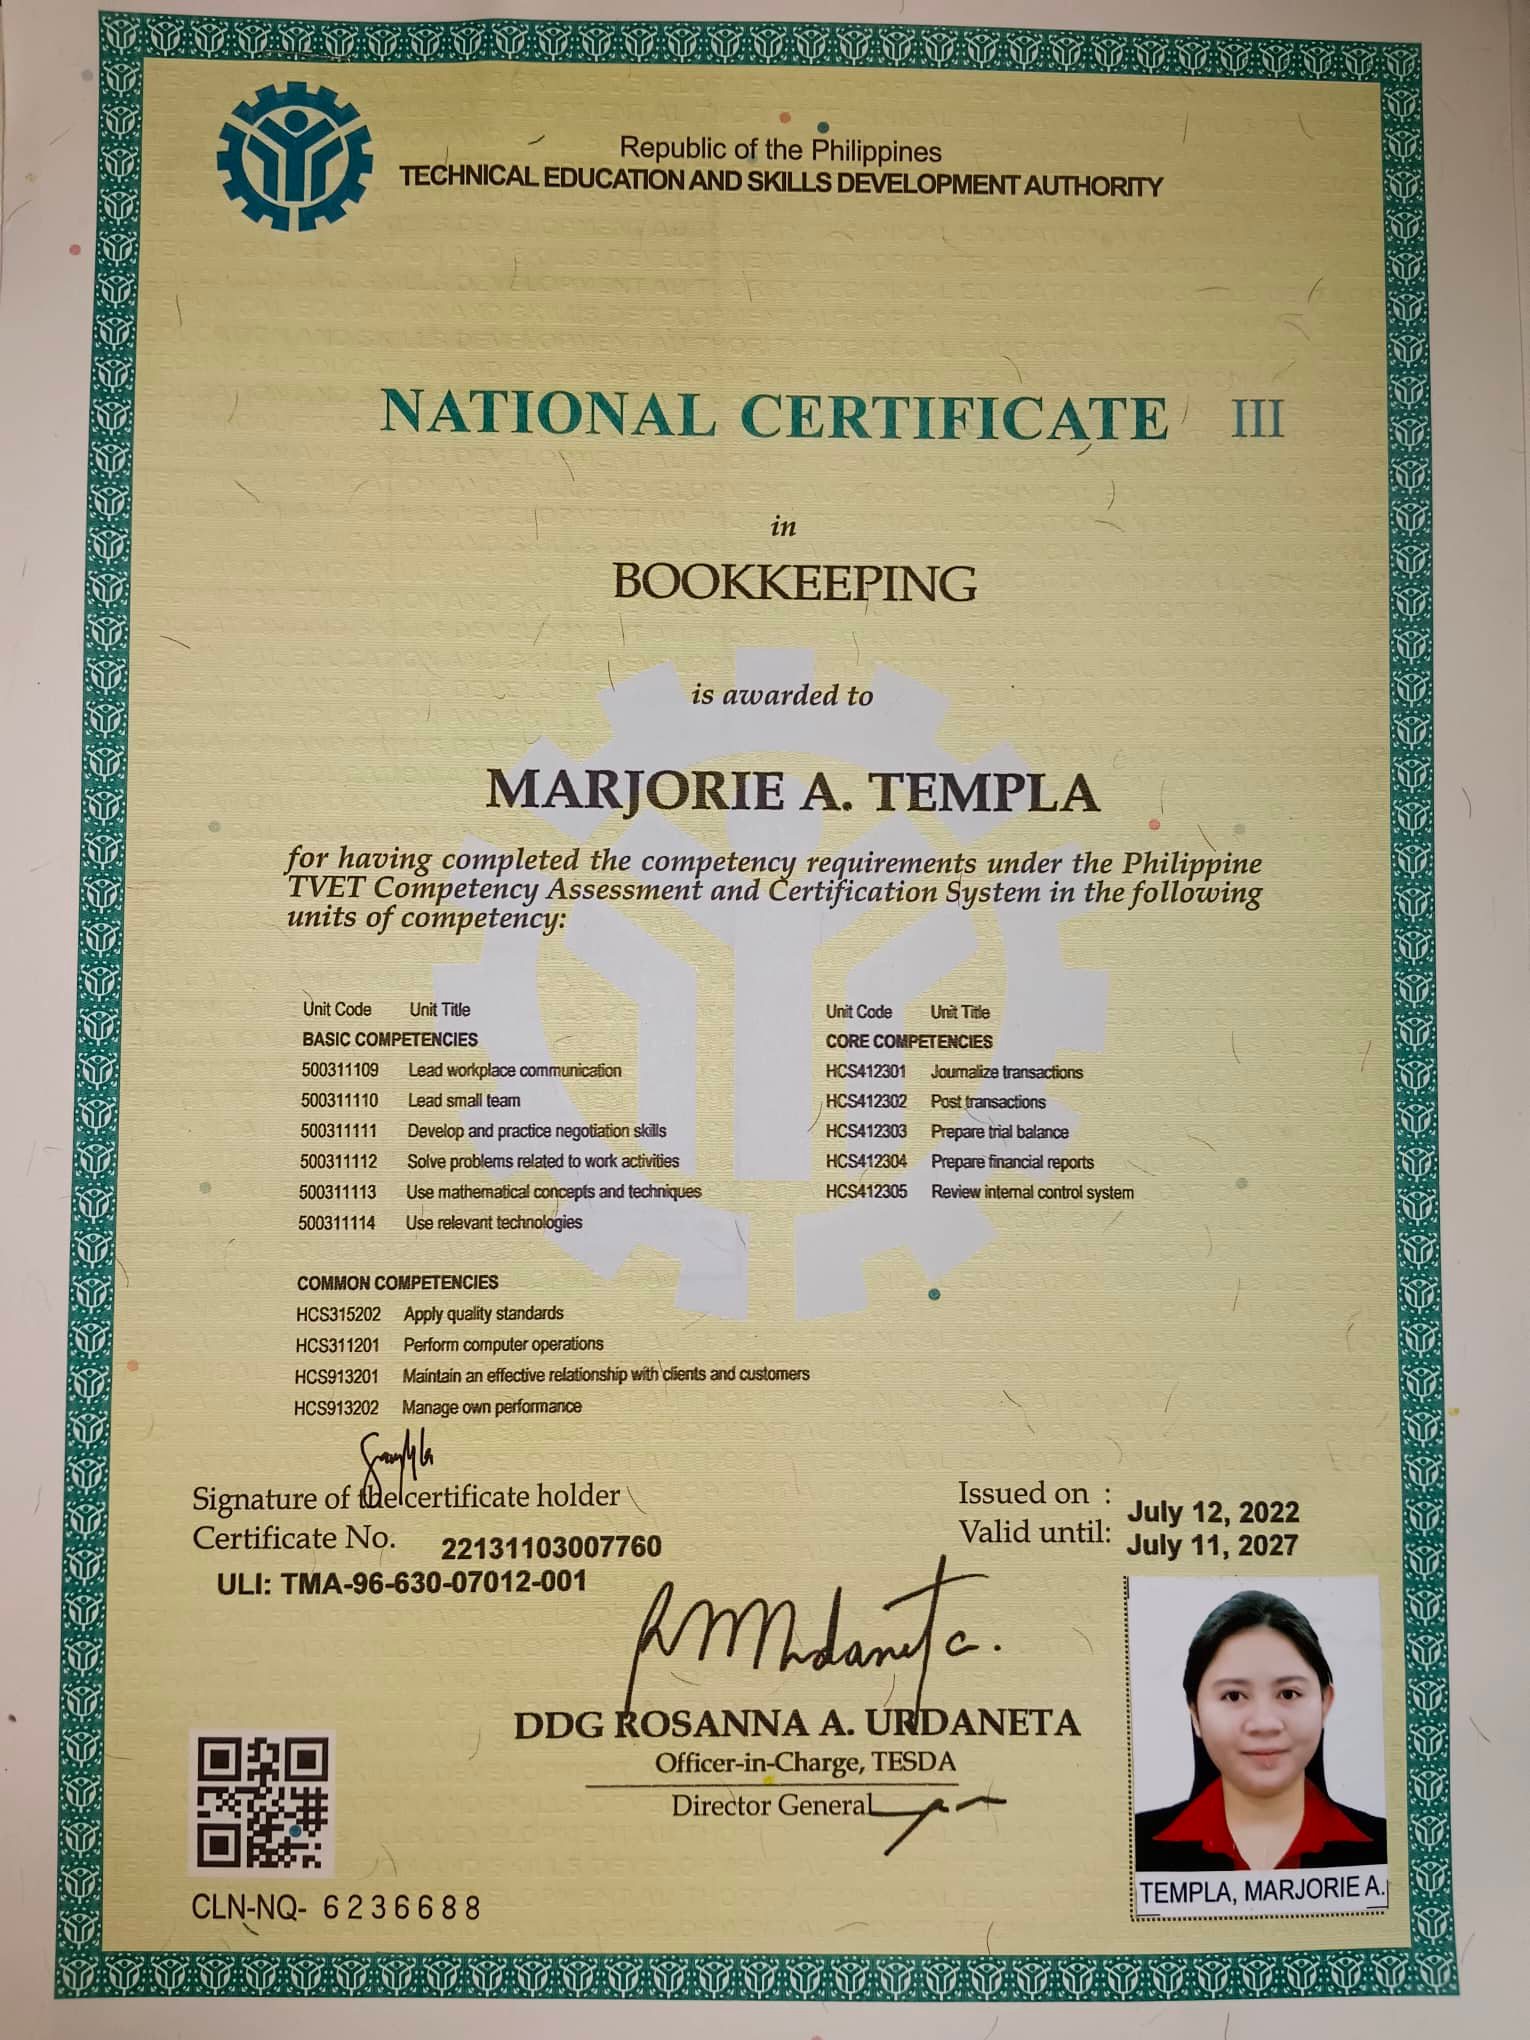 Republic of the Philippines
TECHNICAL EDUCATION AND SKILLS DEVELOPMENT AUTHORITY
NATIONAL CERTIFICATE III
in
BOOKKEEPING
is awarded to
MARJORIE A. TEMPLA
for having completed the competency requirements under the Philippine
TVET Competency Assessment and Certification System in the following
units of competency:
Unit Code Unit Title
BASIC COMPETENCIES
500311109 Lead workplace communication
500311110 Lead small team
500311111 Develop and practice negotiation skills
500311112 Solve problems related to work activities
500311113 Use mathematical concepts and techniques
500311114 Use relevant technologies
COMMON COMPETENCIES
HCS315202 Apply quality standards
HCS311201 Perform computer operations
HCS913201 Maintain an effective relationship with clients and customers
HCS913202 Manage own performance
Unit Code Unit Title
CORE COMPETENCIES
HCS412301 Journalize transactions
HCS412302 Post transactions
HCS412303 Prepare trial balance
HCS412304 Prepare financial reports
HCS412305 Review internal control system
Signature of the certificate holder
Certificate No. 22131103007760
ULI: TMA-96-630-07012-001
Issued on : July 12, 2022
Valid until: July 11, 2027
DDG ROSANNA A. URDANETA
Officer-in-Charge, TESDA
Director General
TEMPLA, MARJORIE A.
CLN-NQ- 6236688